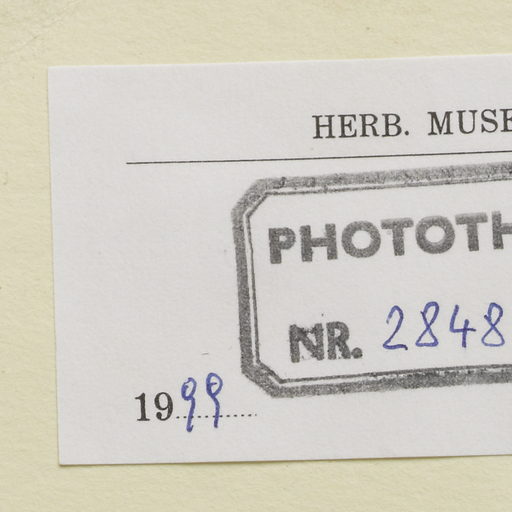 HERB. MUSE
PHOTOTH
NR. 2848
1999